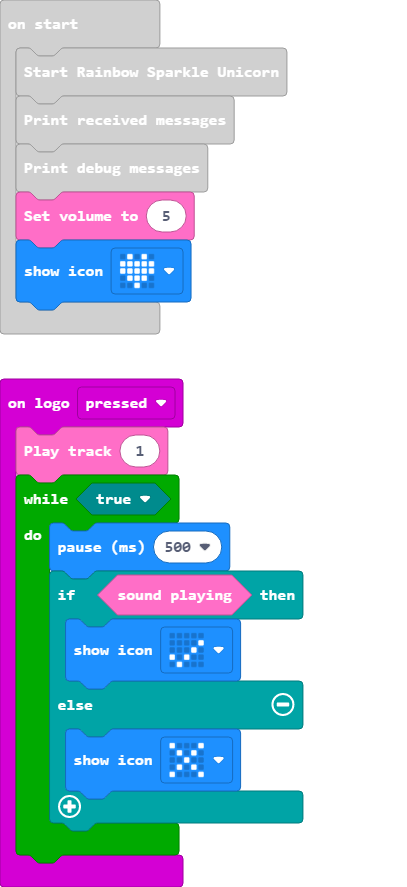 on start
Start Rainbow Sparkle Unicorn
Print received messages
Print debug messages
Set volume to 5
show icon
on logo pressed
Play track 1
while true
do
pause (ms) 500
if sound playing then
show icon
else
show icon